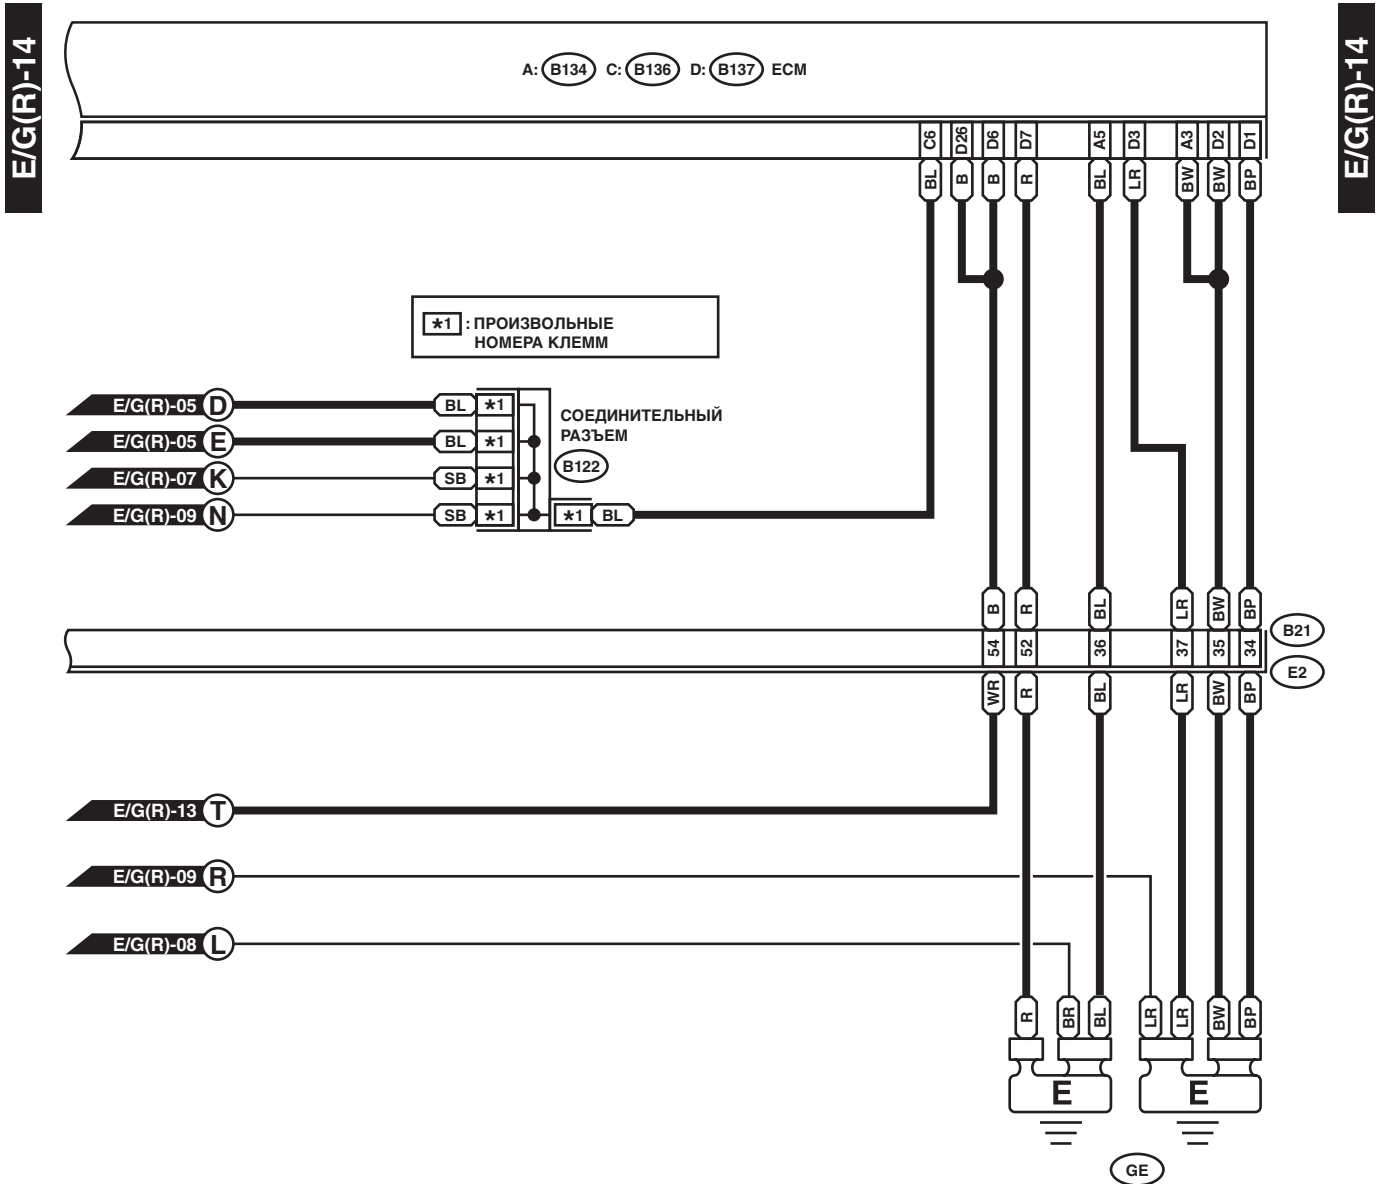 E/G(R)-14
E/G(R)-14
A: B134 C: B136 D: B137 ECM
C6 D26 D6 D7 A5 D3 A3 D2 D1
BL B B R BL LR BW BW BP
*1 : ПРОИЗВОЛЬНЫЕ
НОМЕРА КЛЕММ
E/G(R)-05 D BL *1
СОЕДИНИТЕЛЬНЫЙ
РАЗЪЕМ
E/G(R)-05 E BL *1
B122
E/G(R)-07 K SB *1
E/G(R)-09 N SB *1 *1 BL
B R BL LR BW BP
B21
54 52 36 37 35 34
E2
WR R BL LR BW BP
E/G(R)-13 T
E/G(R)-09 R
E/G(R)-08 L
R BR BL LR LR BW BP
E E
GE